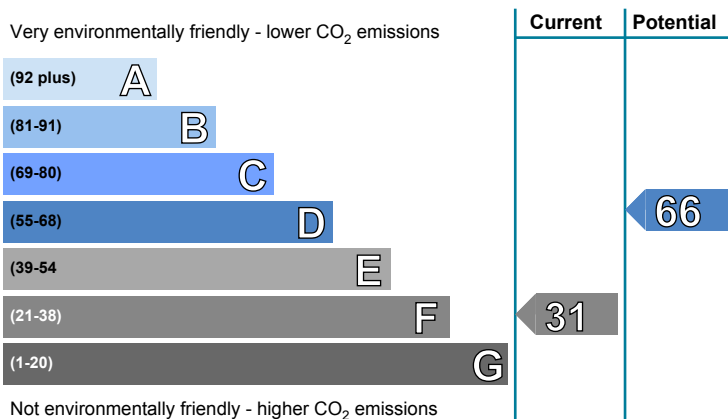 Very environmentally friendly - lower CO₂ emissions
Current
Potential
(92 plus) A
(81-91) B
(69-80) C
(55-68) D
66
(39-54 E
(21-38) F
31
(1-20) G
Not environmentally friendly - higher CO₂ emissions